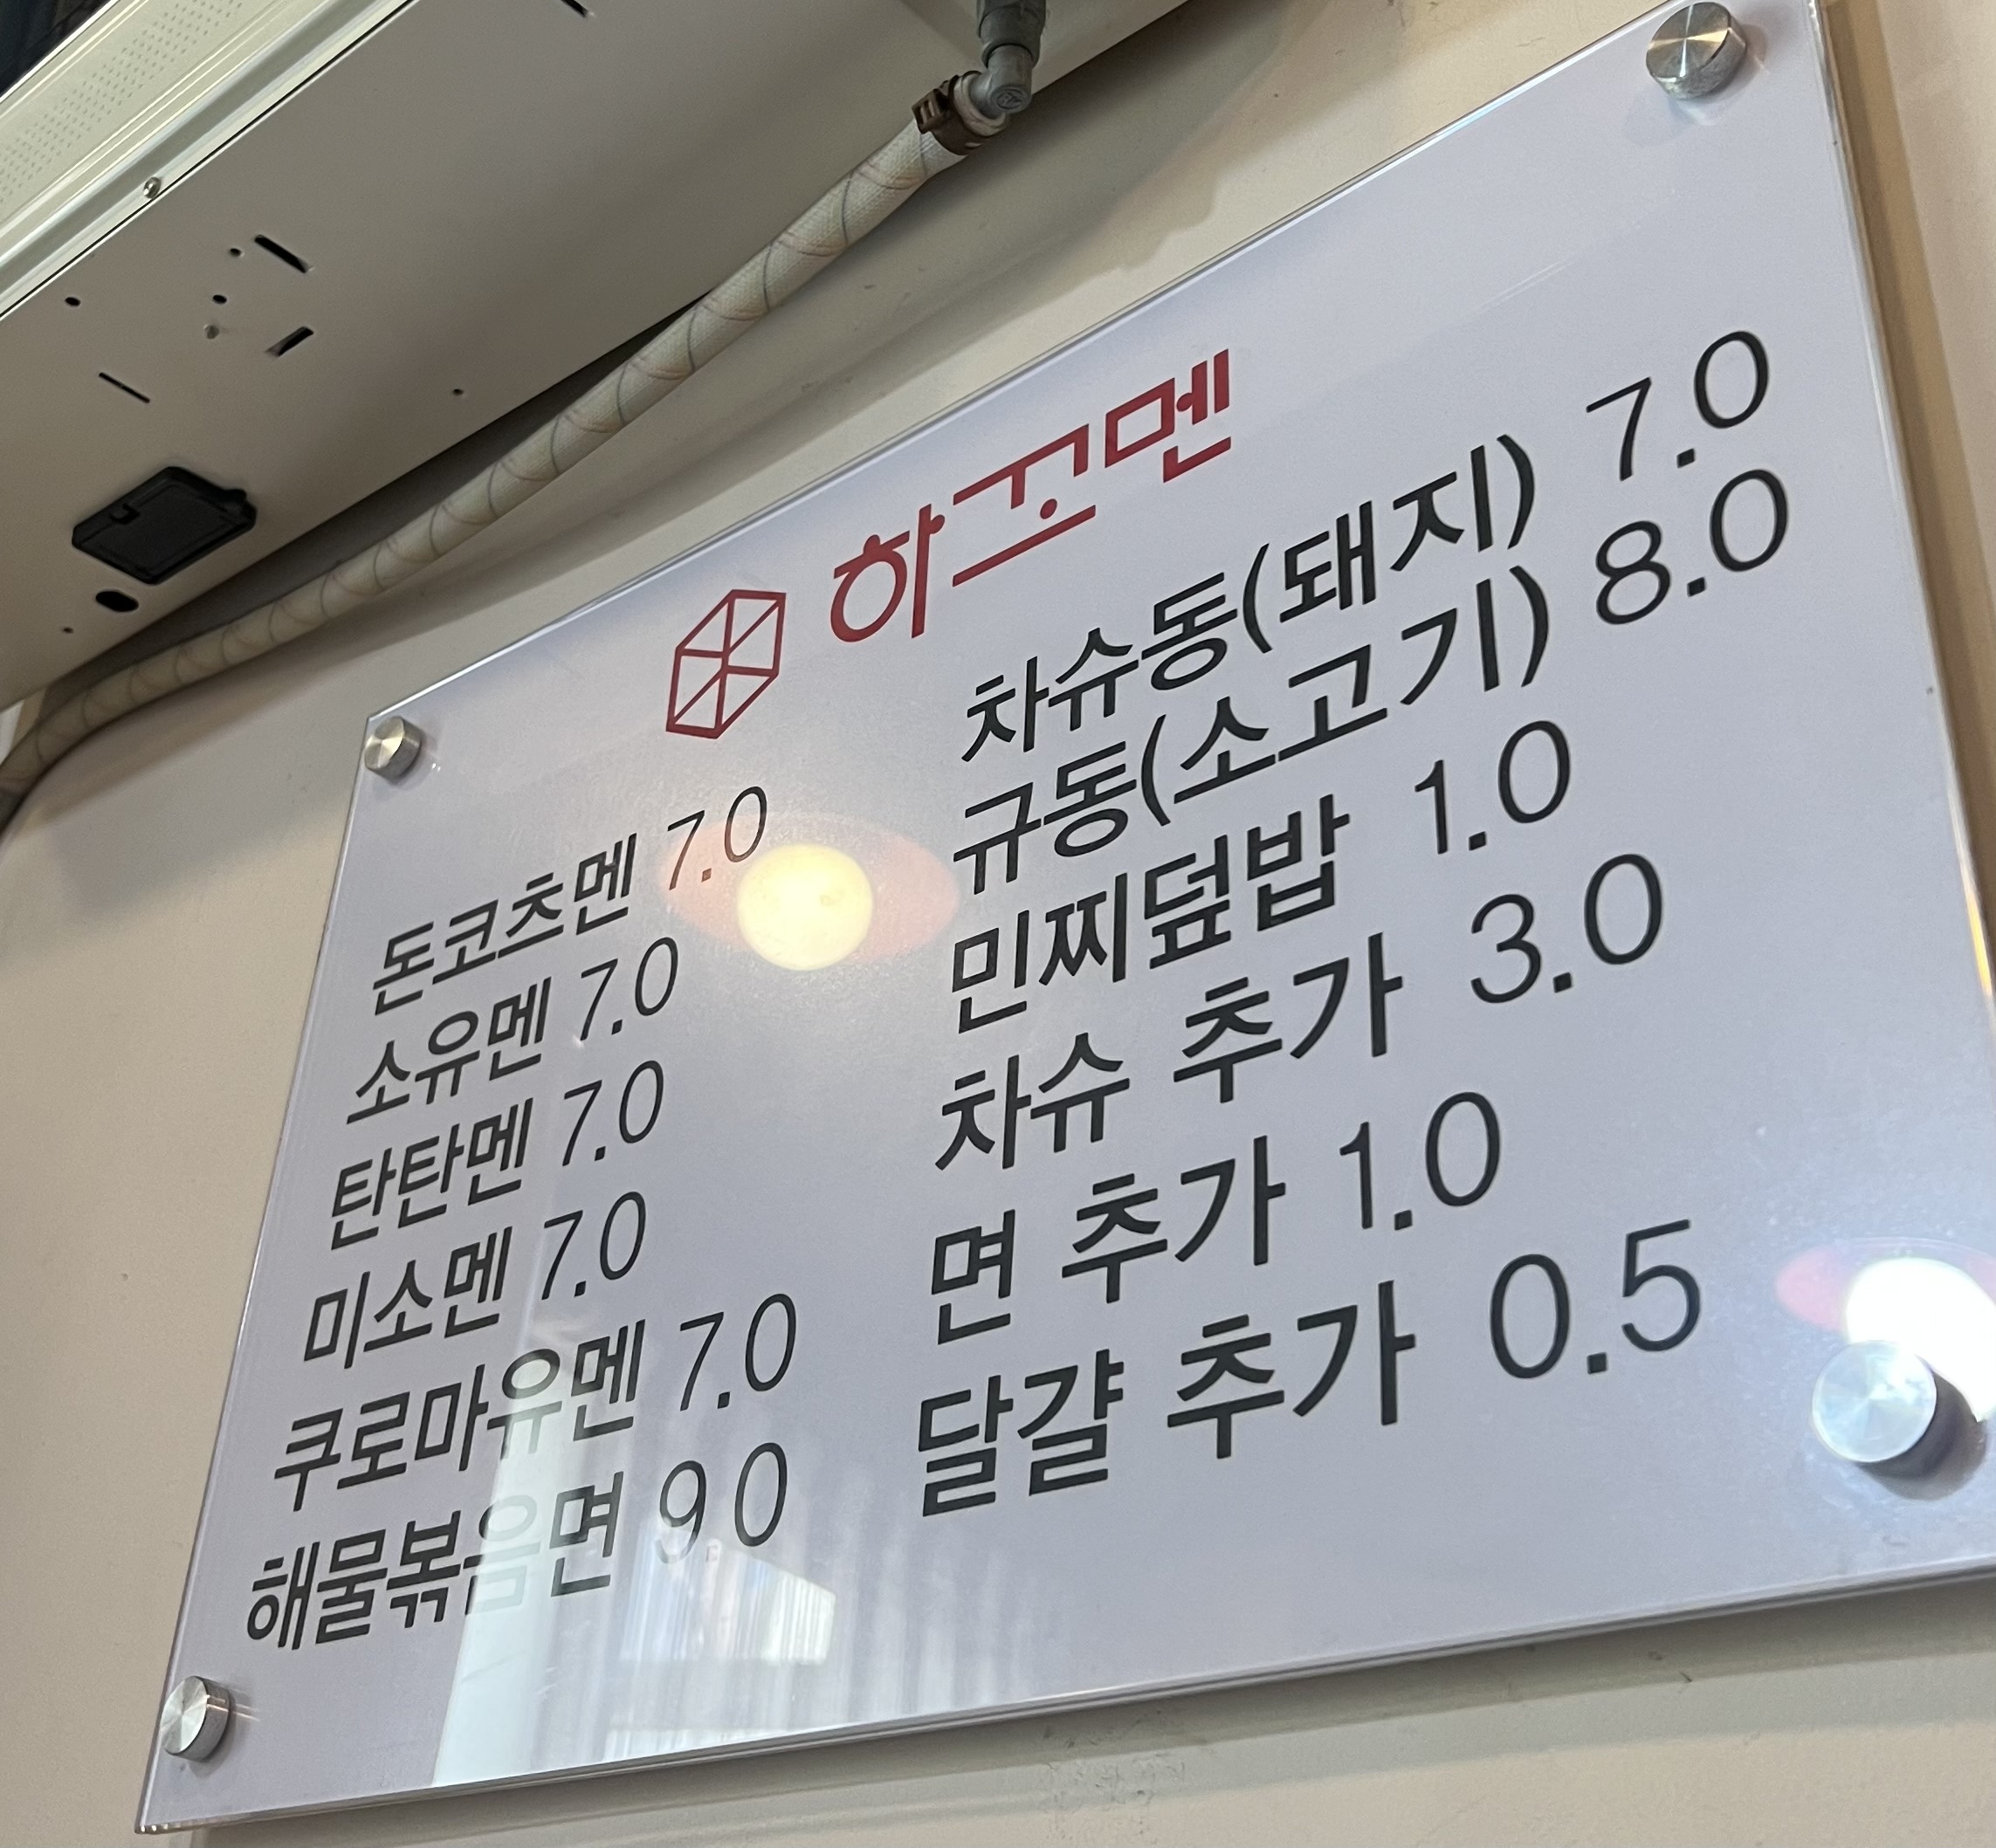 하꼬멘
돈코츠멘 7.0
소유멘 7.0
탄탄멘 7.0
미소멘 7.0
쿠로마유멘 7.0
해물볶음면 9.0
차슈동(돼지) 7.0
규동(소고기) 8.0
민찌덮밥 1.0
차슈 추가 3.0
면 추가 1.0
달걀 추가 0.5